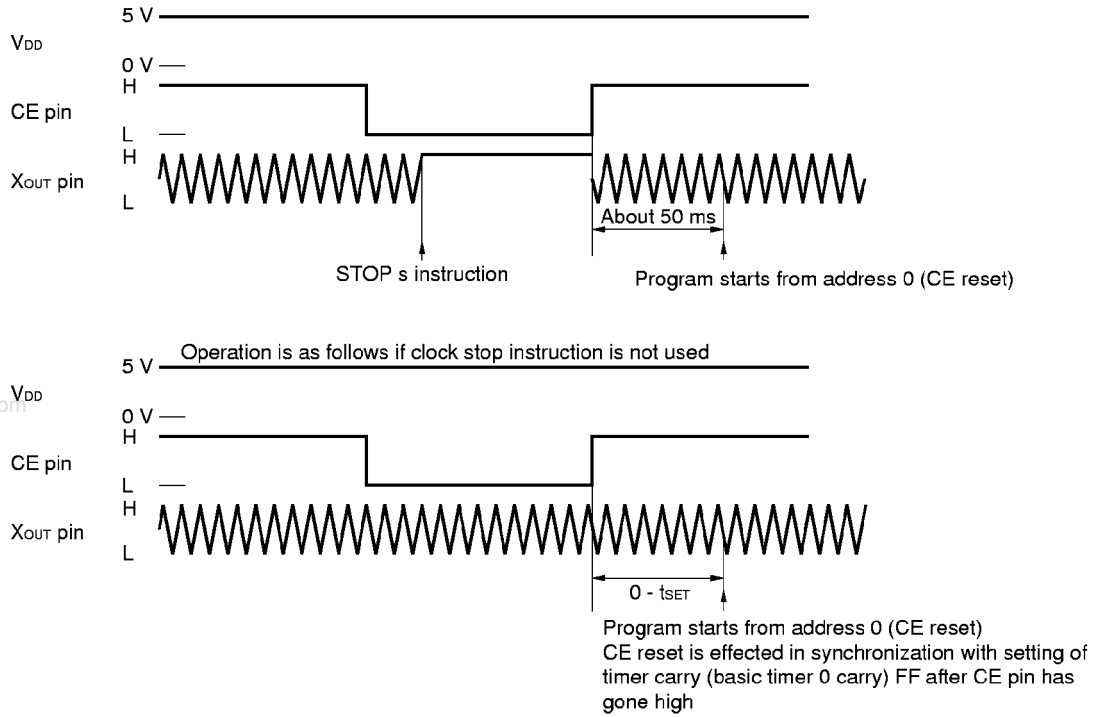 5 V
VDD
0 V
H
CE pin
L
H
XOUT pin
L
About 50 ms
STOP s instruction
Program starts from address 0 (CE reset)
Operation is as follows if clock stop instruction is not used
5 V
VDD
om
0 V
H
CE pin
L
H
XOUT pin
L
0 - tSET
Program starts from address 0 (CE reset)
CE reset is effected in synchronization with setting of
timer carry (basic timer 0 carry) FF after CE pin has
gone high